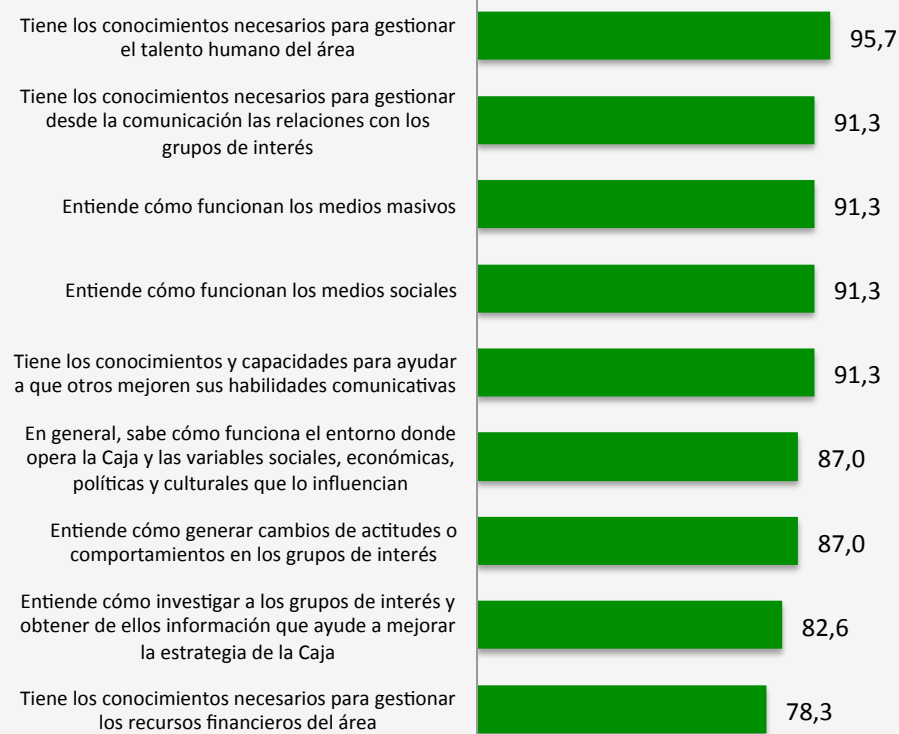 Tiene los conocimientos necesarios para gestionar
el talento humano del área
95,7
Tiene los conocimientos necesarios para gestionar
desde la comunicación las relaciones con los
grupos de interés
91,3
Entiende cómo funcionan los medios masivos
91,3
Entiende cómo funcionan los medios sociales
91,3
Tiene los conocimientos y capacidades para ayudar
a que otros mejoren sus habilidades comunicativas
91,3
En general, sabe cómo funciona el entorno donde
opera la Caja y las variables sociales, económicas,
políticas y culturales que lo influencian
87,0
Entiende cómo generar cambios de actitudes o
comportamientos en los grupos de interés
87,0
Entiende cómo investigar a los grupos de interés y
obtener de ellos información que ayude a mejorar
la estrategia de la Caja
82,6
Tiene los conocimientos necesarios para gestionar
los recursos financieros del área
78,3